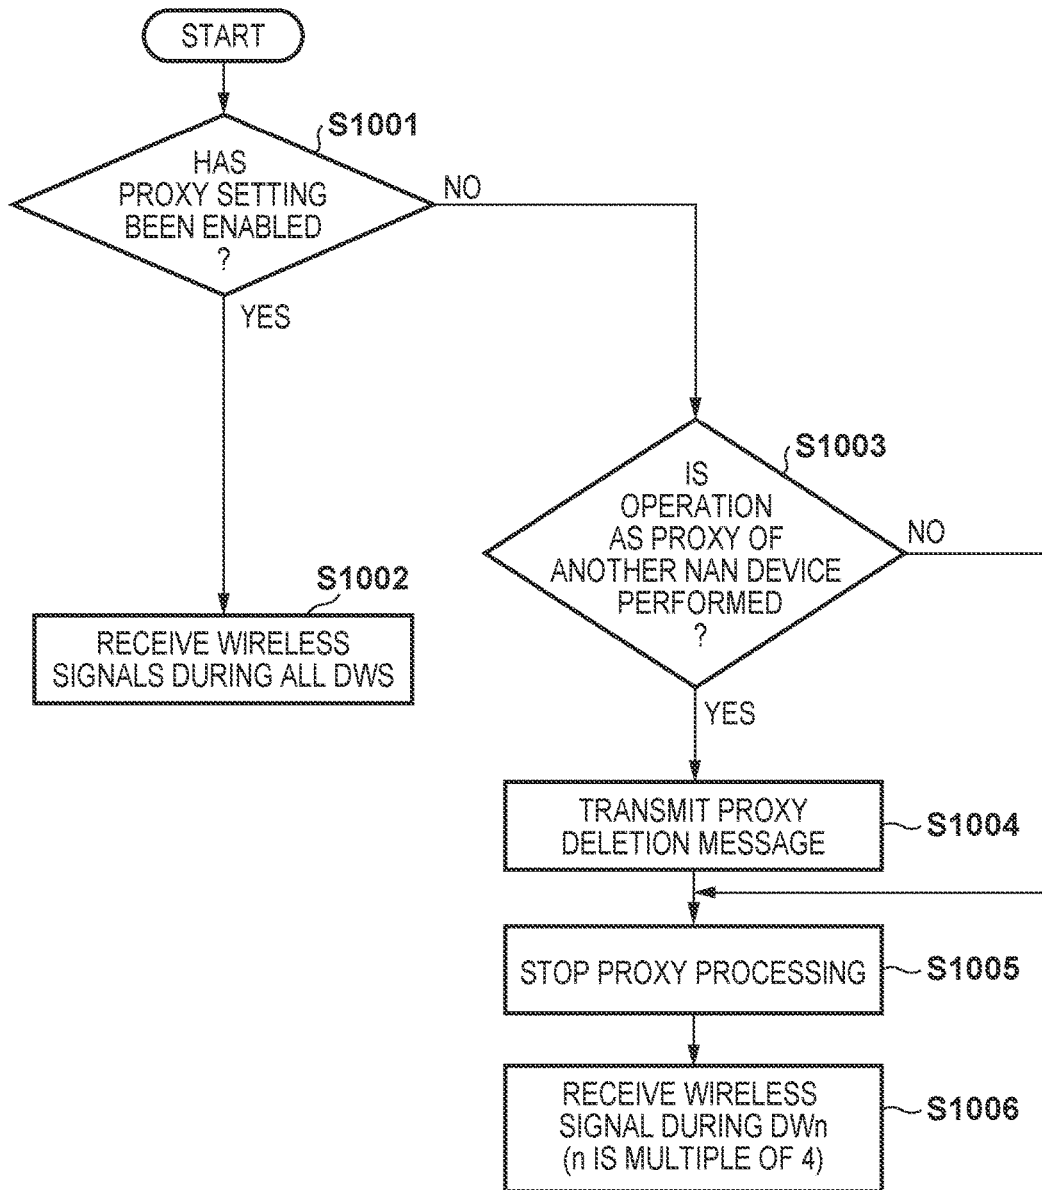 START
S1001
HAS
PROXY SETTING
BEEN ENABLED
?
NO
YES
S1003
IS
OPERATION
AS PROXY OF
ANOTHER NAN DEVICE
PERFORMED
?
NO
YES
S1002
RECEIVE WIRELESS
SIGNALS DURING ALL DWS
TRANSMIT PROXY
DELETION MESSAGE
S1004
STOP PROXY PROCESSING
S1005
RECEIVE WIRELESS
SIGNAL DURING DWn
(n IS MULTIPLE OF 4)
S1006